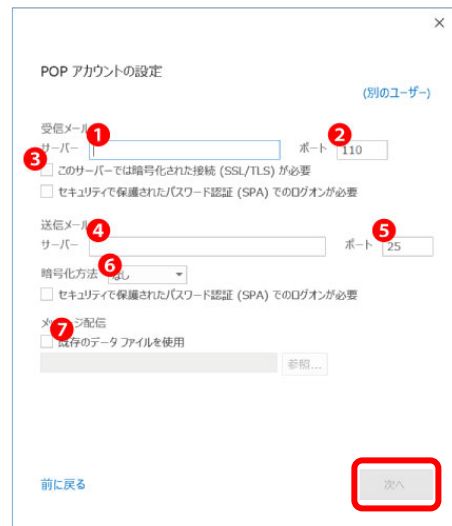 ×
POP アカウントの設定
(別のユーザー)
受信メール
1
サーバー
ポート
2
110
3
このサーバーでは暗号化された接続 (SSL/TLS) が必要
セキュリティで保護されたパスワード認証 (SPA) でのログオンが必要
送信メール
4
サーバー
ポート
5
25
暗号化方法
6
なし
セキュリティで保護されたパスワード認証 (SPA) でのログオンが必要
7
メッセージ配信
既存のデータ ファイルを使用
参照...
前に戻る
次へ